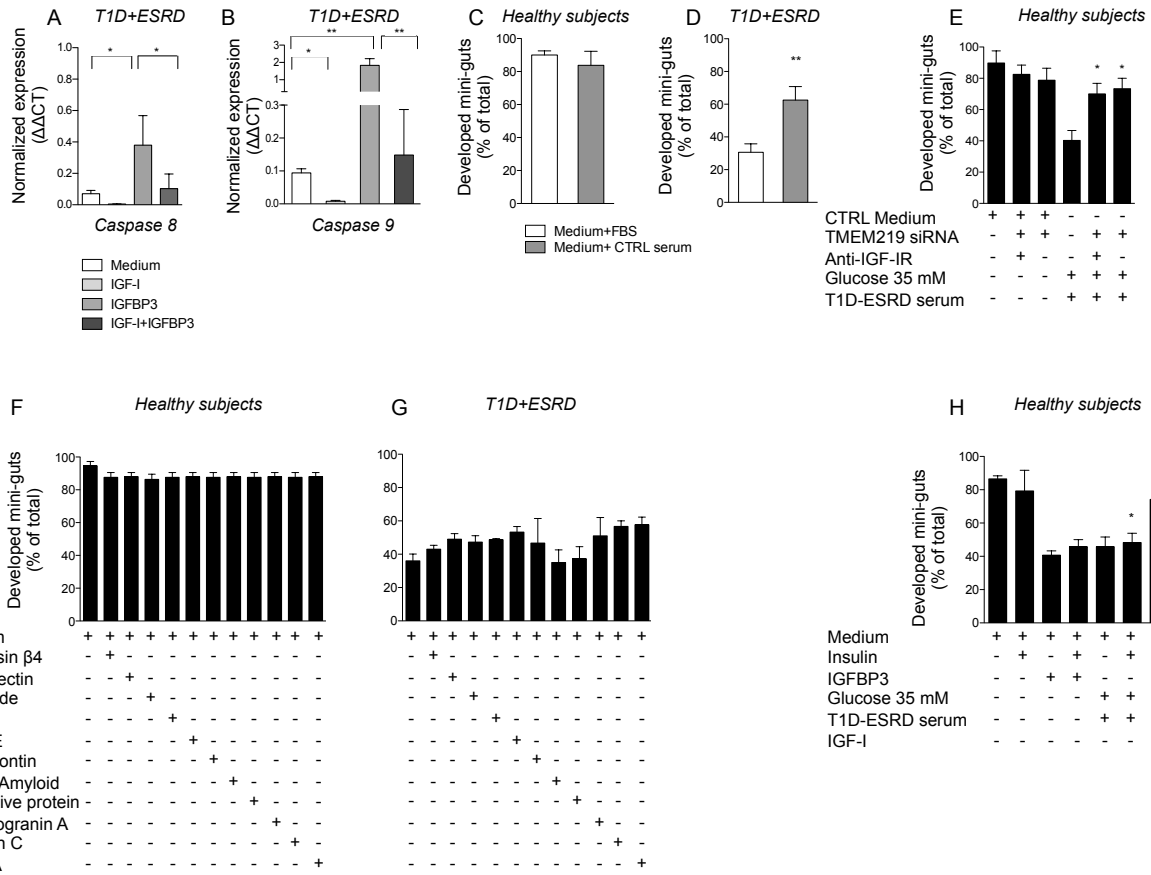 A T1D+ESRD
Normalized expression
(ΔΔCT)
1.0
0.8
0.6
0.4
0.2
0.0
* *
Caspase 8
Medium
IGF-I
IGFBP3
IGF-I+IGFBP3
B T1D+ESRD
Normalized expression
(ΔΔCT)
3
2
1
0.3
0.2
0.1
0.0
** * **
Caspase 9
C Healthy subjects
Developed mini-guts
(% of total)
100
80
60
40
20
0
Medium+FBS
Medium+ CTRL serum
D T1D+ESRD
Developed mini-guts
(% of total)
100
80
60
40
20
0
**
E Healthy subjects
Developed mini-guts
(% of total)
100
80
60
40
20
0
* *
CTRL Medium + + + - - -
TMEM219 siRNA - + + - + +
Anti-IGF-IR - + - - + -
Glucose 35 mM - - - + + +
T1D-ESRD serum - - - + + +
F Healthy subjects
Developed mini-guts
(% of total)
100
80
60
40
20
0
n + + + + + + + + + + + +
sin β4 - + - - - - - - - - - -
ectin - - + - - - - - - - - -
de - - - + - - - - - - - -
- - - - + - - - - - - -
E - - - - - + - - - - - -
ontin - - - - - - + - - - - -
Amyloid - - - - - - - + - - - -
ive protein - - - - - - - - + - - -
ogranin A - - - - - - - - - + - -
n C - - - - - - - - - - + -
- - - - - - - - - - - +
G T1D+ESRD
100
80
60
40
20
0
+ + + + + + + + + + + +
- + - - - - - - - - - -
- - + - - - - - - - - -
- - - + - - - - - - - -
- - - - + - - - - - - -
- - - - - + - - - - - -
- - - - - - + - - - - -
- - - - - - - + - - - -
- - - - - - - - + - - -
- - - - - - - - - + - -
- - - - - - - - - - + -
- - - - - - - - - - - +
H Healthy subjects
Developed mini-guts
(% of total)
100
80
60
40
20
0
*
Medium + + + + + +
Insulin - + - + - +
IGFBP3 - - + + - -
Glucose 35 mM - - - - + +
T1D-ESRD serum - - - - + +
IGF-I - - - - - -